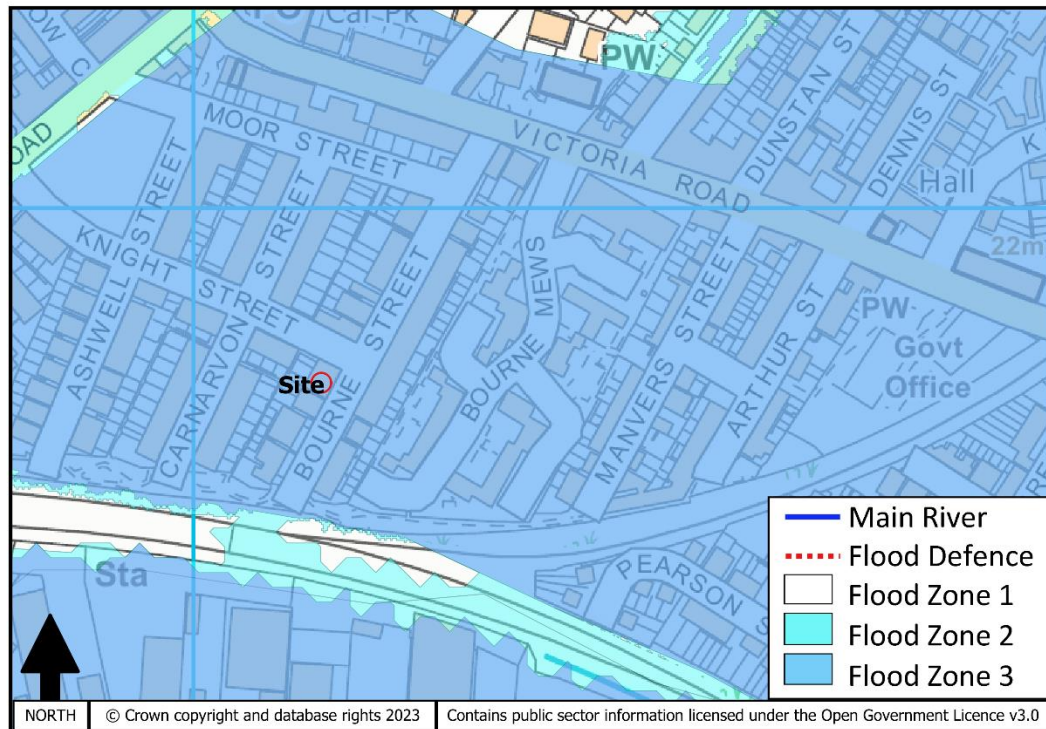 Car Pk
PW
OAD
MOOR STREET
VICTORIA ROAD
DUNSTAN ST
DENNIS ST
Hall
K
22m
ASHWELL STREET
KNIGHT STREET
CARNARVON STREET
BOURNE STREET
BOURNE MEWS
MANVERS STREET
ARTHUR ST
PW
Govt
Office
Site
Sta
PEARSON S
Main River
Flood Defence
Flood Zone 1
Flood Zone 2
Flood Zone 3
NORTH
© Crown copyright and database rights 2023
Contains public sector information licensed under the Open Government Licence v3.0